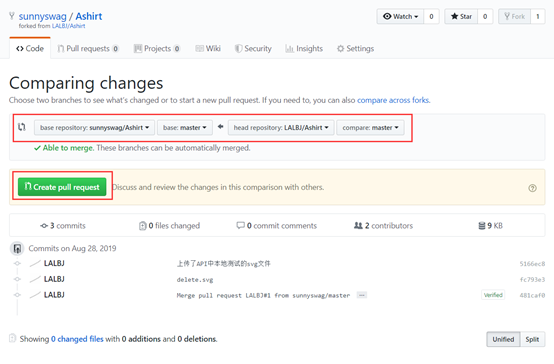 sunnyswag / Ashirt
Watch 0 Star 0 Fork 1
forked from LALBJ/Ashirt
Code Pull requests 0 Projects 0 Wiki Security Insights Settings
Comparing changes
Choose two branches to see what's changed or to start a new pull request. If you need to, you can also compare across forks.
base repository: sunnyswag/Ashirt base: master head repository: LALBJ/Ashirt compare: master
Able to merge. These branches can be automatically merged.
Create pull request Discuss and review the changes in this comparison with others.
3 commits 0 files changed 0 commit comments 2 contributors 9 KB
Commits on Aug 28, 2019
LALBJ 上传了API中本地测试的svg文件 5166ec8
LALBJ delete.svg fc793e3
LALBJ Merge pull request LALBJ#1 from sunnyswag/master … Verified 481caf0
Showing 0 changed files with 0 additions and 0 deletions. Unified Split